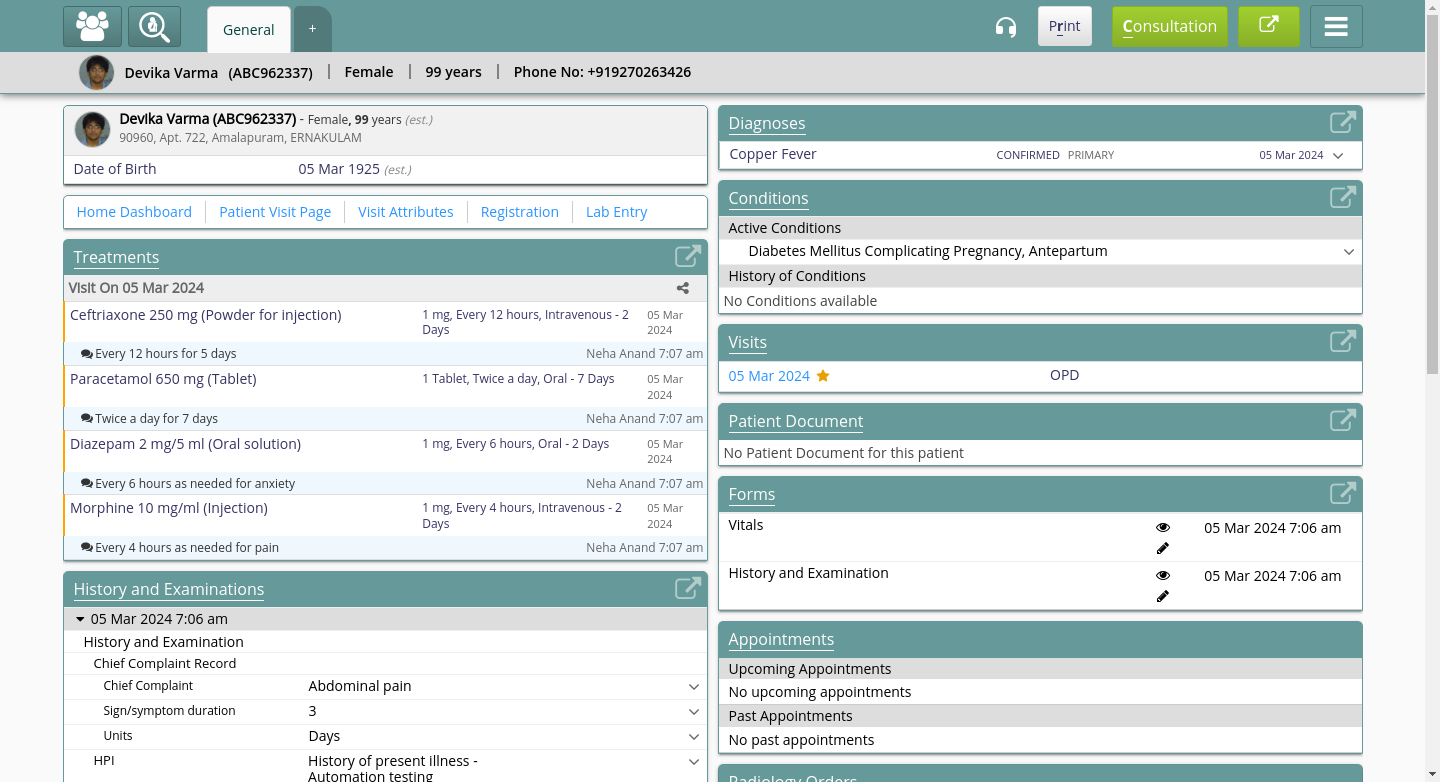 General
+
Print
Consultation
Devika Varma (ABC962337) | Female | 99 years | Phone No: +919270263426
Devika Varma (ABC962337) - Female, 99 years (est.)
90960, Apt. 722, Amalapuram, ERNAKULAM
Date of Birth 05 Mar 1925 (est.)
Home Dashboard
Patient Visit Page
Visit Attributes
Registration
Lab Entry
Treatments
Visit On 05 Mar 2024
Ceftriaxone 250 mg (Powder for injection) 1 mg, Every 12 hours, Intravenous - 2 05 Mar
Days 2024
Every 12 hours for 5 days Neha Anand 7:07 am
Paracetamol 650 mg (Tablet) 1 Tablet, Twice a day, Oral - 7 Days 05 Mar
2024
Twice a day for 7 days Neha Anand 7:07 am
Diazepam 2 mg/5 ml (Oral solution) 1 mg, Every 6 hours, Oral - 2 Days 05 Mar
2024
Every 6 hours as needed for anxiety Neha Anand 7:07 am
Morphine 10 mg/ml (Injection) 1 mg, Every 4 hours, Intravenous - 2 05 Mar
Days 2024
Every 4 hours as needed for pain Neha Anand 7:07 am
History and Examinations
05 Mar 2024 7:06 am
History and Examination
Chief Complaint Record
Chief Complaint Abdominal pain
Sign/symptom duration 3
Units Days
HPI History of present illness -
Automation testing
Diagnoses
Copper Fever CONFIRMED PRIMARY 05 Mar 2024
Conditions
Active Conditions
Diabetes Mellitus Complicating Pregnancy, Antepartum
History of Conditions
No Conditions available
Visits
05 Mar 2024 OPD
Patient Document
No Patient Document for this patient
Forms
Vitals 05 Mar 2024 7:06 am
History and Examination 05 Mar 2024 7:06 am
Appointments
Upcoming Appointments
No upcoming appointments
Past Appointments
No past appointments
Radiology Orders